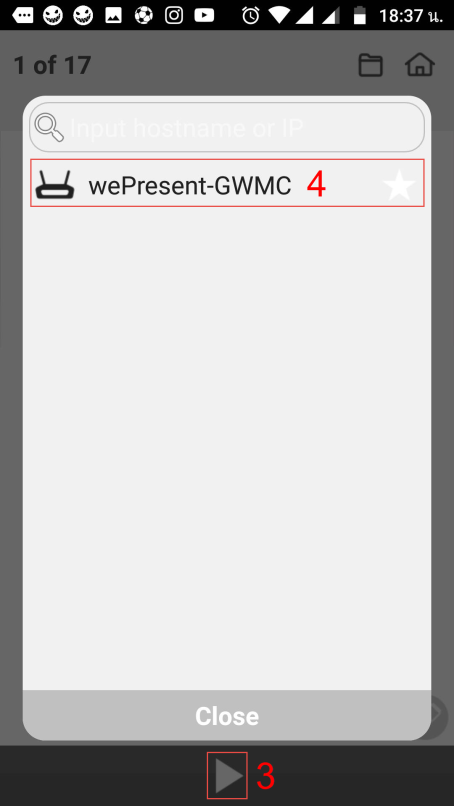 18:37 น.
1 of 17
Input hostname or IP
wePresent-GWMC 4
Close
3